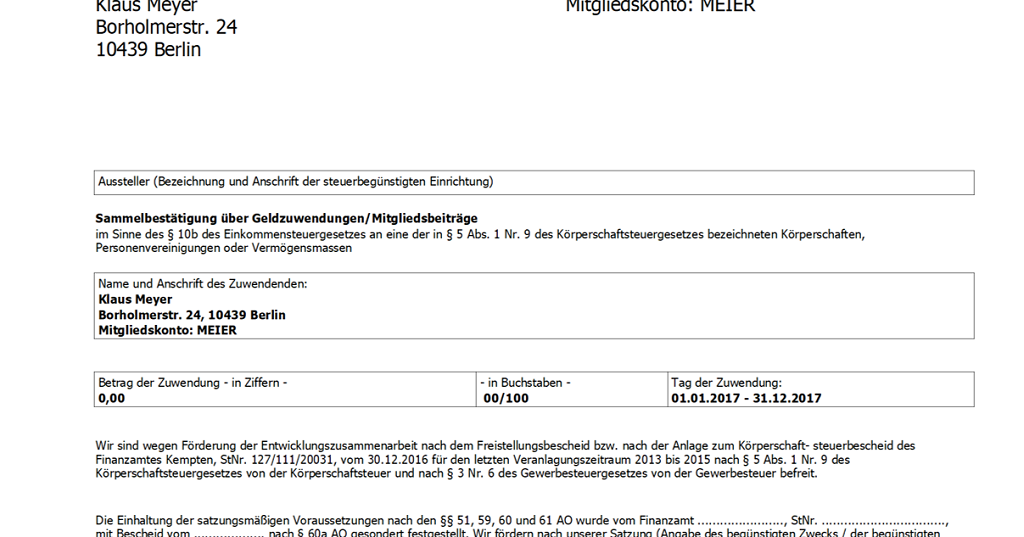 Klaus Meyer
Mitgliedskonto: MEIER
Borholmerstr. 24
10439 Berlin
Aussteller (Bezeichnung und Anschrift der steuerbegünstigten Einrichtung)
Sammelbestätigung über Geldzuwendungen/Mitgliedsbeiträge
im Sinne des § 10b des Einkommensteuergesetzes an eine der in § 5 Abs. 1 Nr. 9 des Körperschaftsteuergesetzes bezeichneten Körperschaften,
Personenvereinigungen oder Vermögensmassen
Name und Anschrift des Zuwendenden:
Klaus Meyer
Borholmerstr. 24, 10439 Berlin
Mitgliedskonto: MEIER
Betrag der Zuwendung - in Ziffern -
0,00
- in Buchstaben -
00/100
Tag der Zuwendung:
01.01.2017 - 31.12.2017
Wir sind wegen Förderung der Entwicklungszusammenarbeit nach dem Freistellungsbescheid bzw. nach der Anlage zum Körperschaft- steuerbescheid des
Finanzamtes Kempten, StNr. 127/111/20031, vom 30.12.2016 für den letzten Veranlagungszeitraum 2013 bis 2015 nach § 5 Abs. 1 Nr. 9 des
Körperschaftsteuergesetzes von der Körperschaftsteuer und nach § 3 Nr. 6 des Gewerbesteuergesetzes von der Gewerbesteuer befreit.
Die Einhaltung der satzungsmäßigen Voraussetzungen nach den §§ 51, 59, 60 und 61 AO wurde vom Finanzamt ......................., StNr. .................................,
mit Bescheid vom ................... nach § 60a AO gesondert festgestellt. Wir fördern nach unserer Satzung (Angabe des begünstigten Zwecks / der begünstigten